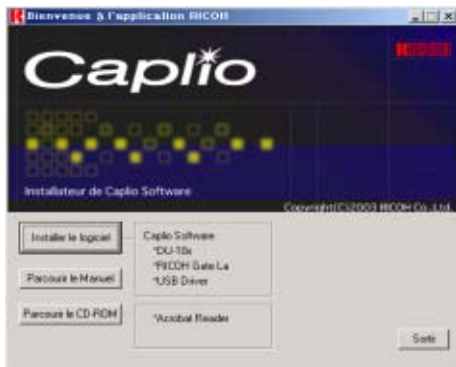 Bienvenue à l'application RICOH
Caplio
RICOH
Installateur de Caplio Software
Copyright(C)2003 RICOH Co.,Ltd.
Installer le logiciel
Caplio Software
*DU-10x
*RICOH Gate La
*USB Driver
Parcourir le Manuel
Parcourir le CD-ROM
*Acrobat Reader
Sortie